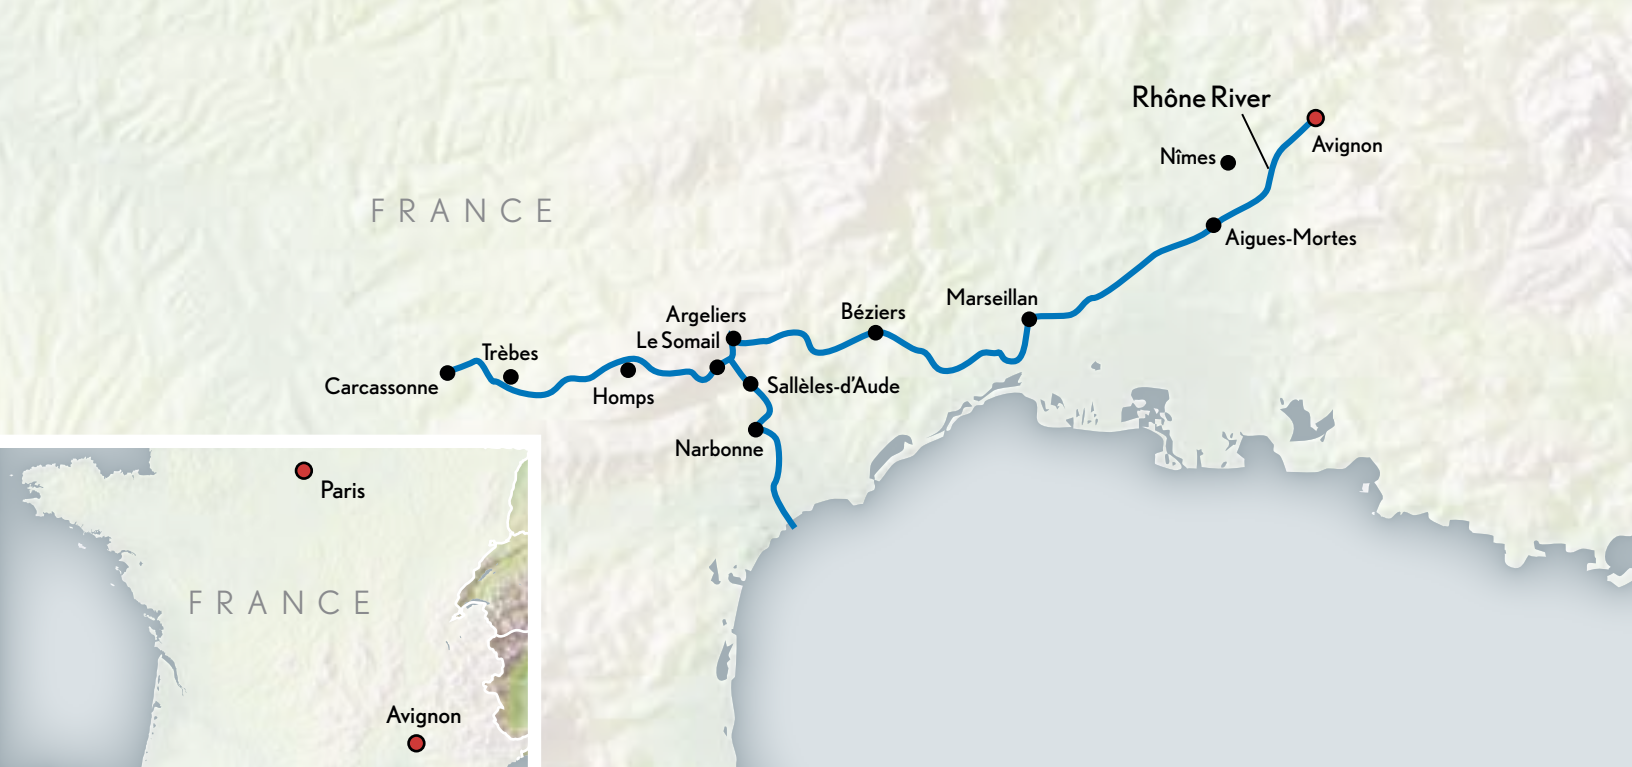 Rhône River
Avignon
Nîmes
FRANCE
Aigues-Mortes
Marseillan
Argeliers
Béziers
Le Somail
Trèbes
Carcassonne
Sallèles-d'Aude
Homps
Narbonne
Paris
FRANCE
Avignon